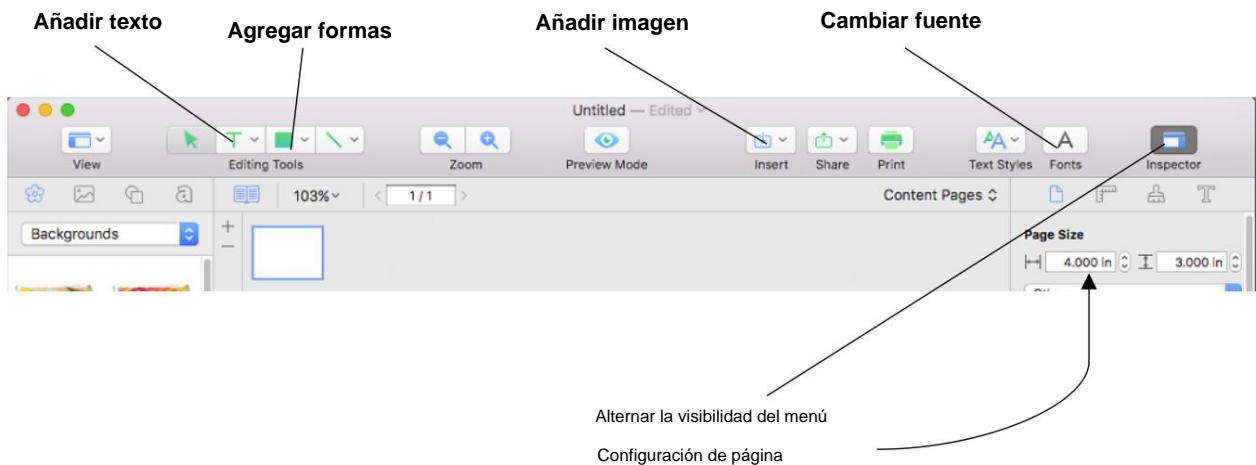 Añadir texto
Agregar formas
Añadir imagen
Cambiar fuente
Untitled — Edited
View
Editing Tools
Zoom
Preview Mode
Insert
Share
Print
Text Styles
Fonts
Inspector
103%
1/1
Content Pages
Backgrounds
Page Size
4.000 in
3.000 in
Alternar la visibilidad del menú
Configuración de página